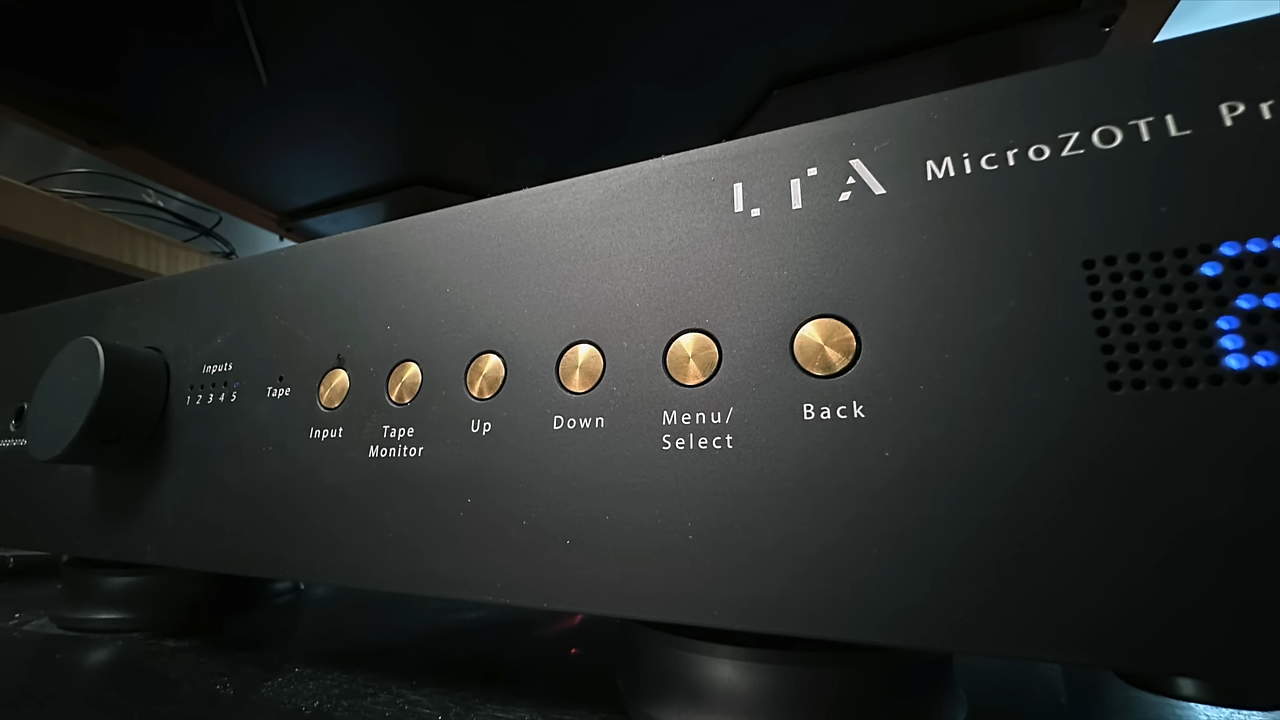 LTA MicroZOTL Pr
Inputs
1 2 3 4 5
Tape
Input
Tape
Monitor
Up
Down
Menu/
Select
Back